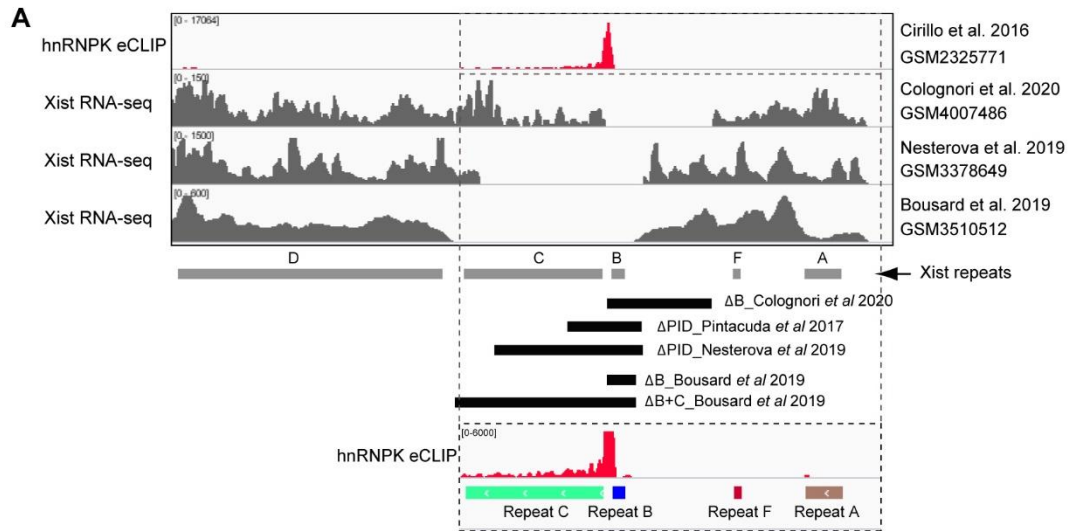 A
[0 - 17064]
hnRNPK eCLIP
Cirillo et al. 2016
GSM2325771
[0 - 150]
Xist RNA-seq
Colognori et al. 2020
GSM4007486
[0 - 1500]
Xist RNA-seq
Nesterova et al. 2019
GSM3378649
[0 - 600]
Xist RNA-seq
Bousard et al. 2019
GSM3510512
D C B F A
Xist repeats
ΔB_Colognori et al 2020
ΔPID_Pintacuda et al 2017
ΔPID_Nesterova et al 2019
ΔB_Bousard et al 2019
ΔB+C_Bousard et al 2019
[0-6000]
hnRNPK eCLIP
Repeat C Repeat B Repeat F Repeat A